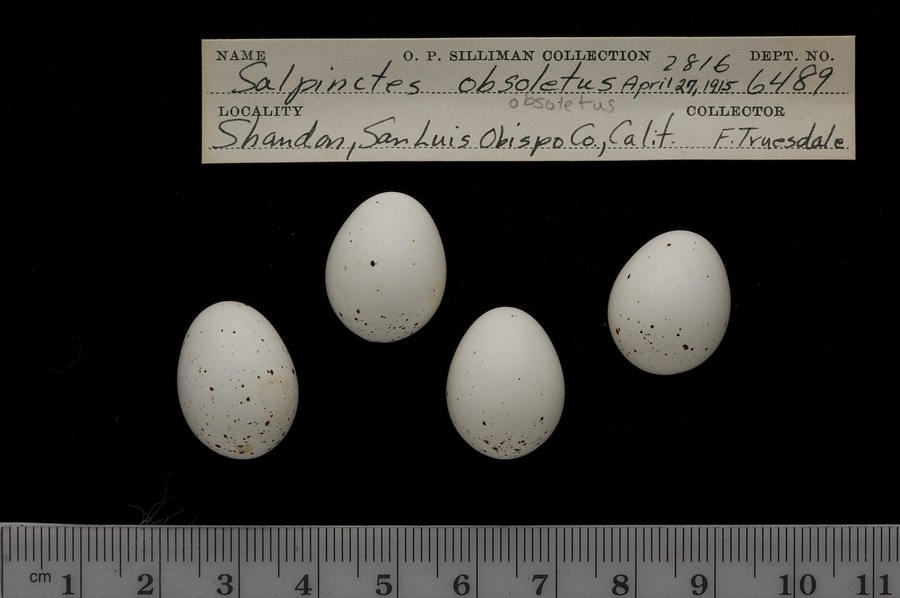 NAME O. P. SILLIMAN COLLECTION 2816 DEPT. NO.
Salpinctes obsoletus April 27, 1915 6489
obsoletus
LOCALITY COLLECTOR
Shandon, San Luis Obispo Co., Calif. F. Truesdale
cm 1 2 3 4 5 6 7 8 9 10 11